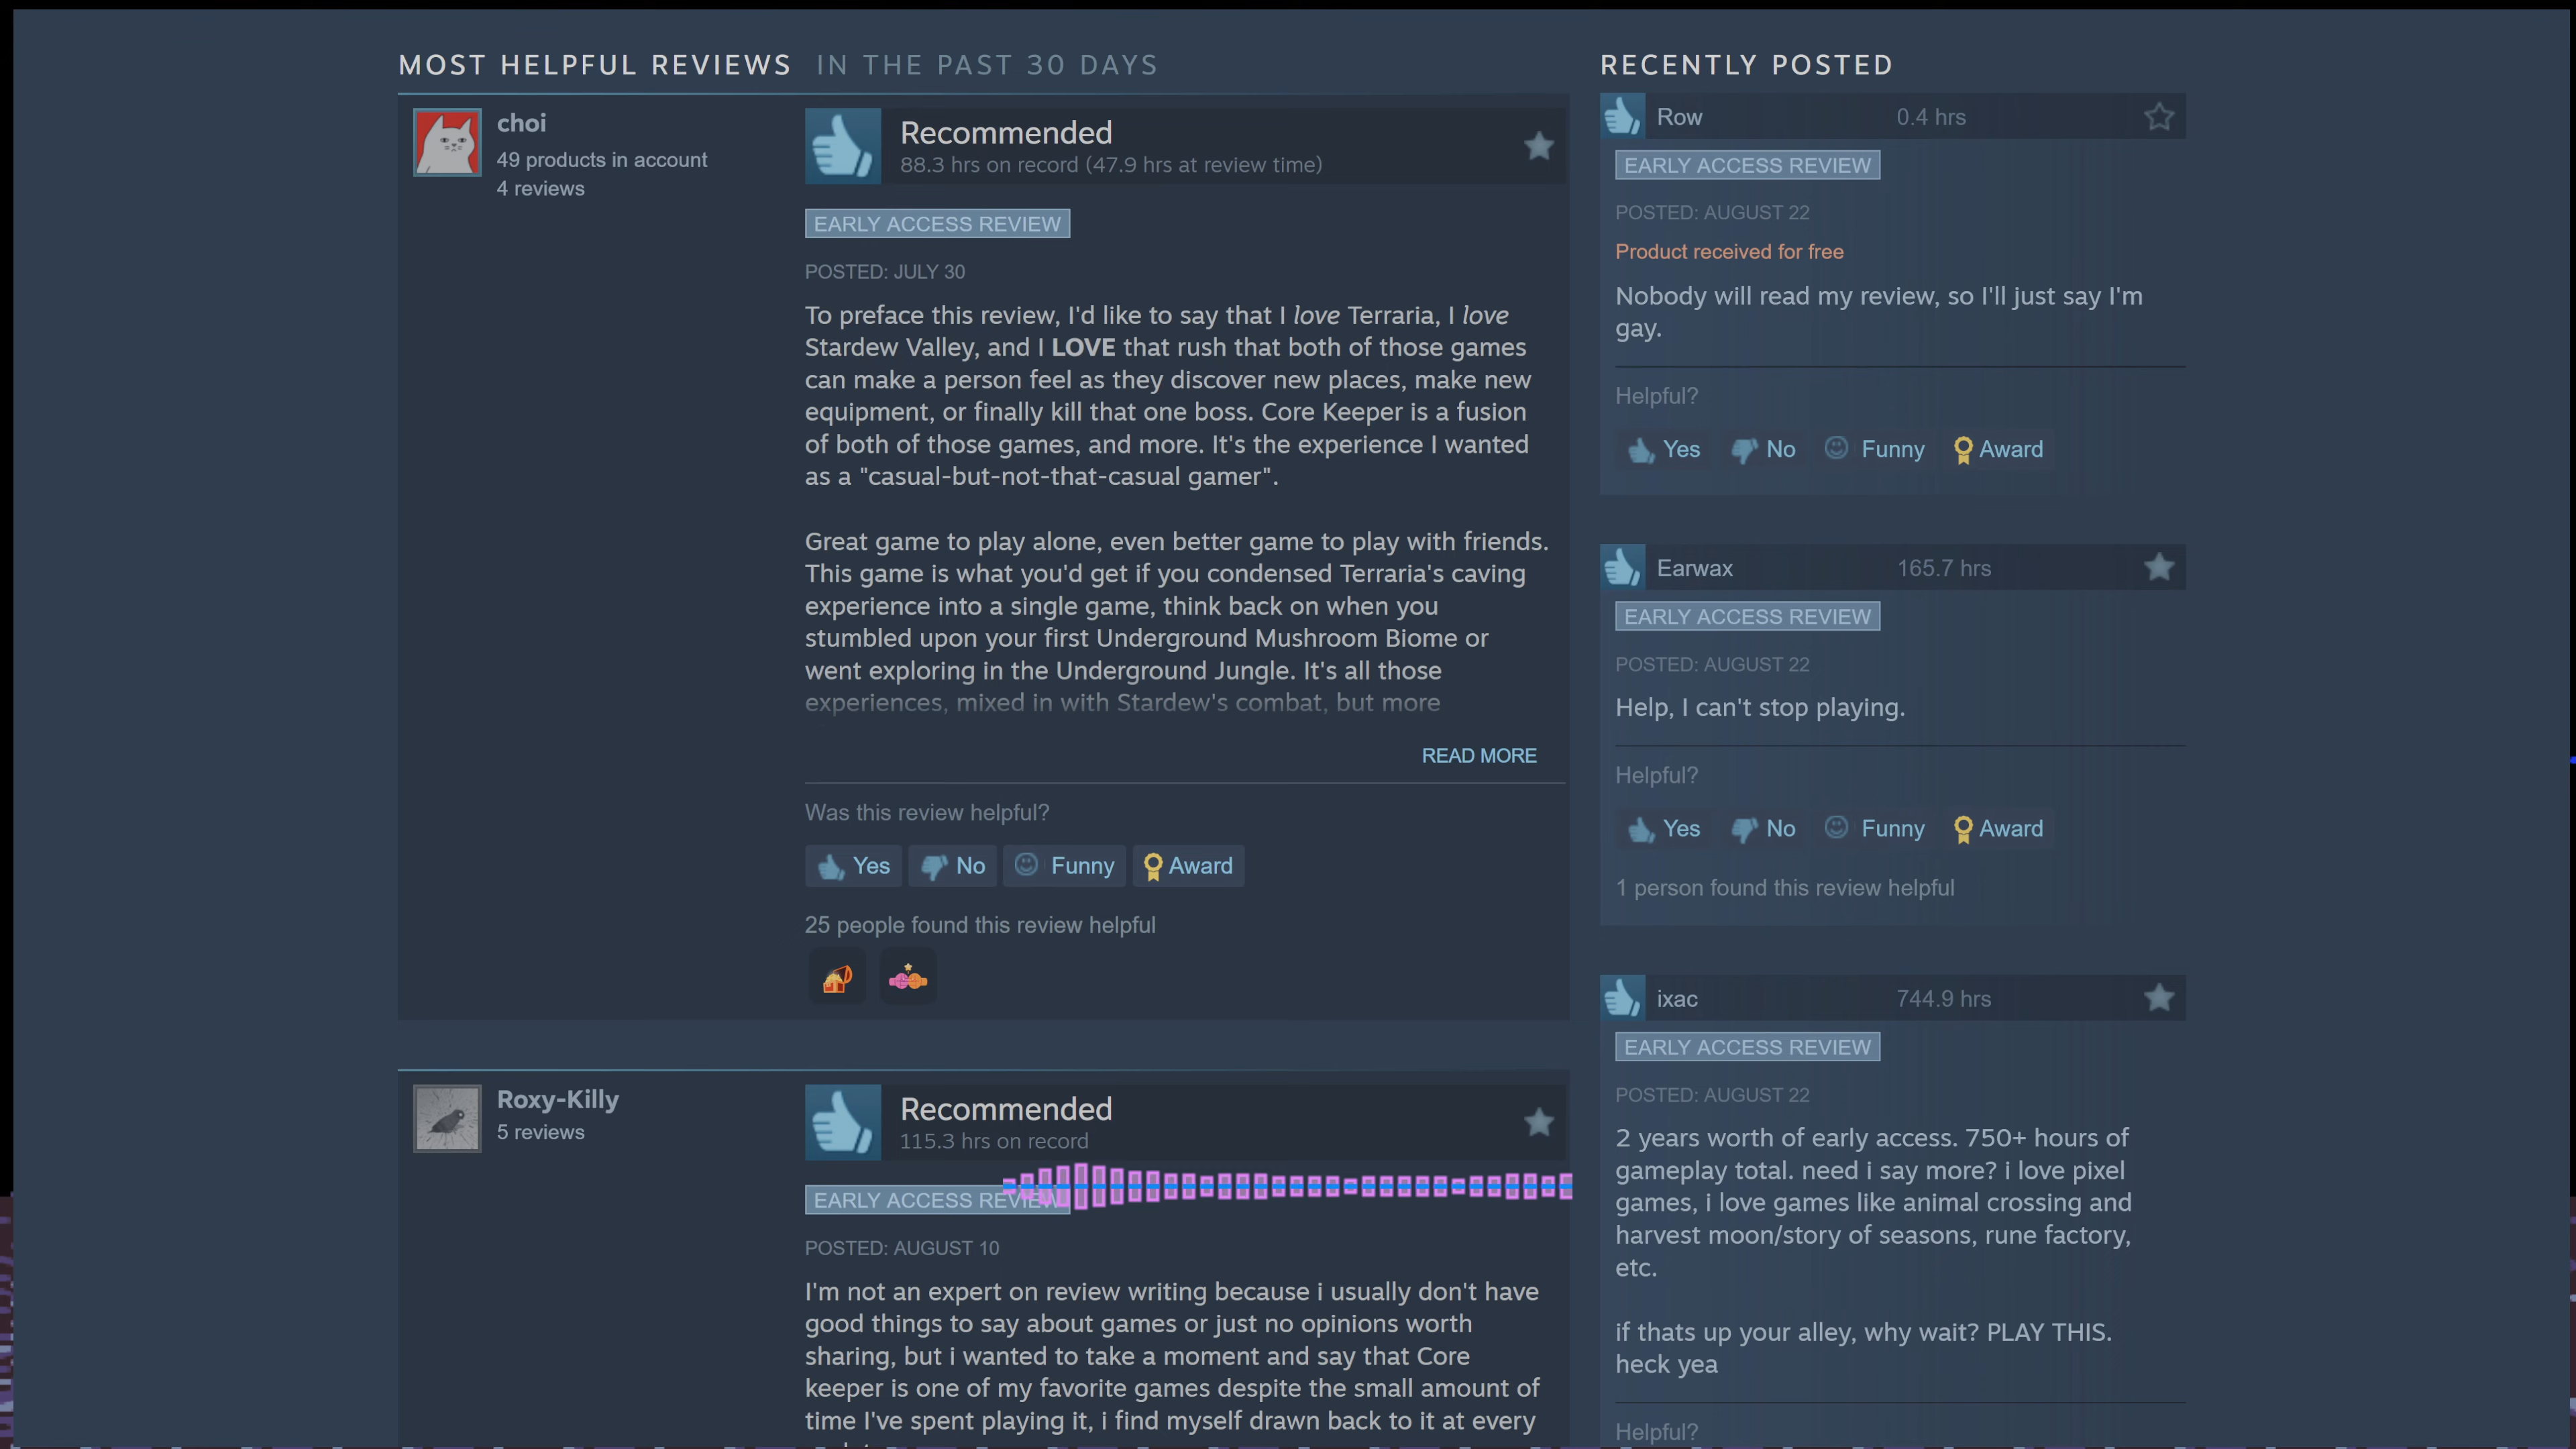 MOST HELPFUL REVIEWS IN THE PAST 30 DAYS
choi
49 products in account
4 reviews
Recommended
88.3 hrs on record (47.9 hrs at review time)
EARLY ACCESS REVIEW
POSTED: JULY 30
To preface this review, I'd like to say that I love Terraria, I love
Stardew Valley, and I LOVE that rush that both of those games
can make a person feel as they discover new places, make new
equipment, or finally kill that one boss. Core Keeper is a fusion
of both of those games, and more. It's the experience I wanted
as a "casual-but-not-that-casual gamer".
Great game to play alone, even better game to play with friends.
This game is what you'd get if you condensed Terraria's caving
experience into a single game, think back on when you
stumbled upon your first Underground Mushroom Biome or
went exploring in the Underground Jungle. It's all those
experiences, mixed in with Stardew's combat, but more
READ MORE
Was this review helpful?
Yes No Funny Award
25 people found this review helpful
Roxy-Killy
5 reviews
Recommended
115.3 hrs on record
EARLY ACCESS REVIEW
POSTED: AUGUST 10
I'm not an expert on review writing because i usually don't have
good things to say about games or just no opinions worth
sharing, but i wanted to take a moment and say that Core
keeper is one of my favorite games despite the small amount of
time I've spent playing it, i find myself drawn back to it at every
RECENTLY POSTED
Row 0.4 hrs
EARLY ACCESS REVIEW
POSTED: AUGUST 22
Product received for free
Nobody will read my review, so I'll just say I'm
gay.
Helpful?
Yes No Funny Award
Earwax 165.7 hrs
EARLY ACCESS REVIEW
POSTED: AUGUST 22
Help, I can't stop playing.
Helpful?
Yes No Funny Award
1 person found this review helpful
ixac 744.9 hrs
EARLY ACCESS REVIEW
POSTED: AUGUST 22
2 years worth of early access. 750+ hours of
gameplay total. need i say more? i love pixel
games, i love games like animal crossing and
harvest moon/story of seasons, rune factory,
etc.
if thats up your alley, why wait? PLAY THIS.
heck yea
Helpful?